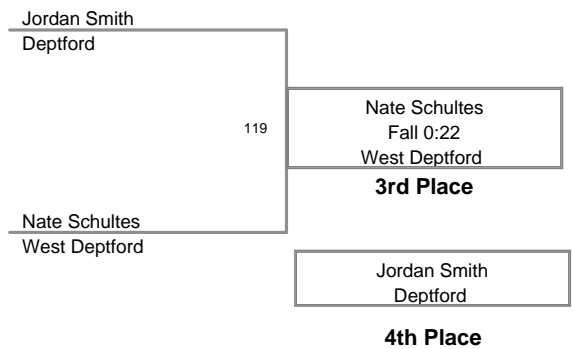 Jordan Smith
Deptford
119
Nate Schultes
Fall 0:22
West Deptford
3rd Place
Nate Schultes
West Deptford
Jordan Smith
Deptford
4th Place